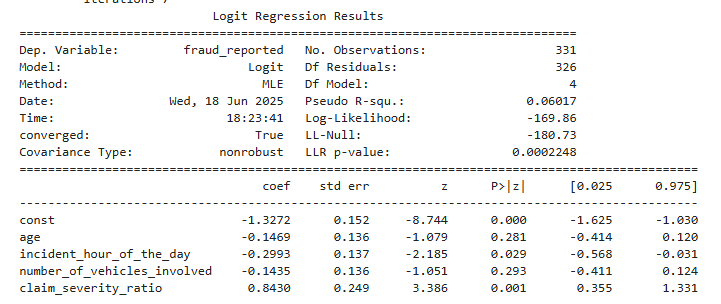 Iterations 7
Logit Regression Results
==============================================================================
Dep. Variable: fraud_reported No. Observations: 331
Model: Logit Df Residuals: 326
Method: MLE Df Model: 4
Date: Wed, 18 Jun 2025 Pseudo R-squ.: 0.06017
Time: 18:23:41 Log-Likelihood: -169.86
converged: True LL-Null: -180.73
Covariance Type: nonrobust LLR p-value: 0.0002248
===============================================================================================
coef std err z P>|z| [0.025 0.975]
-----------------------------------------------------------------------------------------------
const -1.3272 0.152 -8.744 0.000 -1.625 -1.030
age -0.1469 0.136 -1.079 0.281 -0.414 0.120
incident_hour_of_the_day -0.2993 0.137 -2.185 0.029 -0.568 -0.031
number_of_vehicles_involved -0.1435 0.136 -1.051 0.293 -0.411 0.124
claim_severity_ratio 0.8430 0.249 3.386 0.001 0.355 1.331